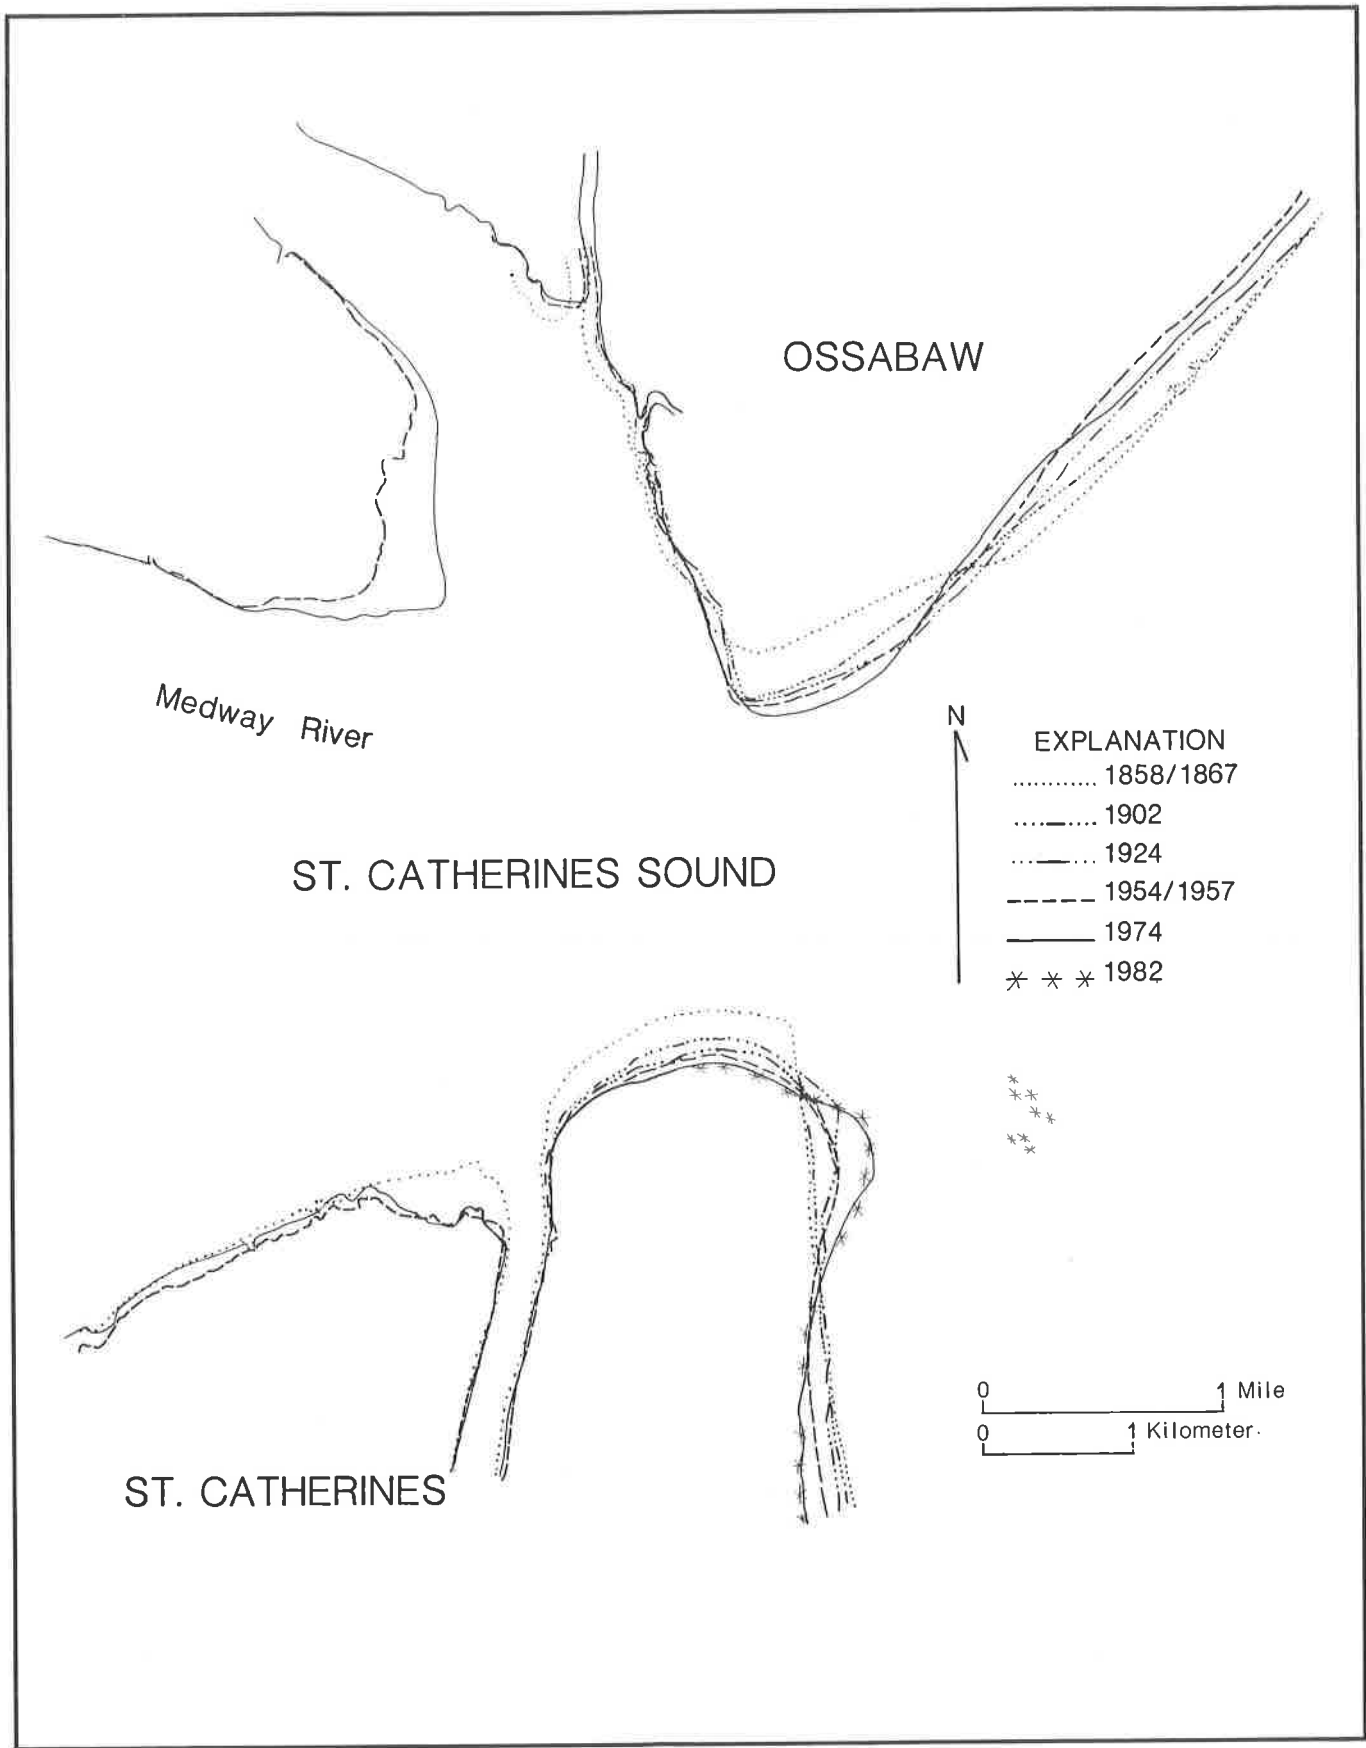 OSSABAW
Medway River
N
EXPLANATION
1858/1867
1902
1924
1954/1957
1974
1982
ST. CATHERINES SOUND
0 1 Mile
0 1 Kilometer
ST. CATHERINES